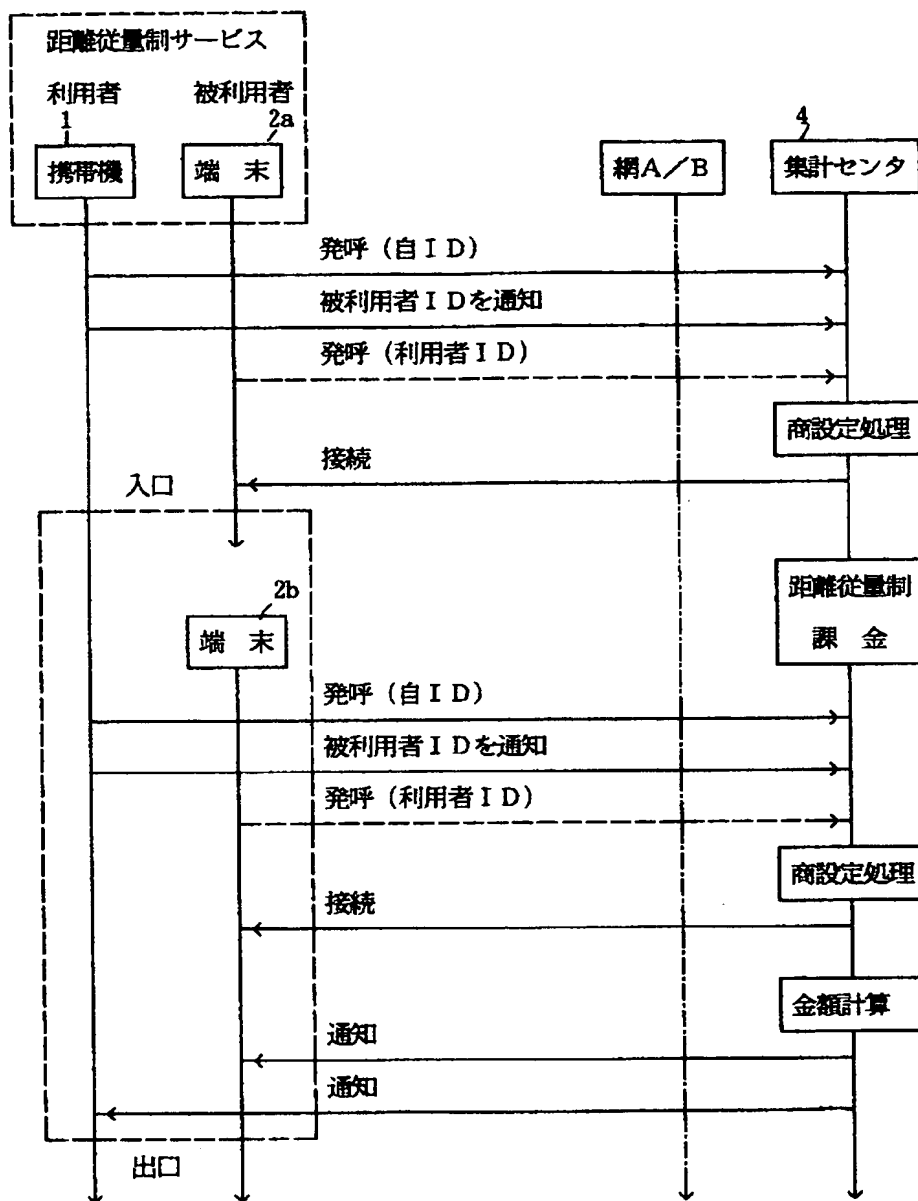 距離従量制サービス
利用者 被利用者
1 2a 4
携帯機 端 末 網A／B 集計センタ
発呼（自ＩＤ）
被利用者ＩＤを通知
発呼（利用者ＩＤ）
商設定処理
接続
入口
距離従量制
課 金
2b
端 末
発呼（自ＩＤ）
被利用者ＩＤを通知
発呼（利用者ＩＤ）
商設定処理
接続
金額計算
通知
通知
出口